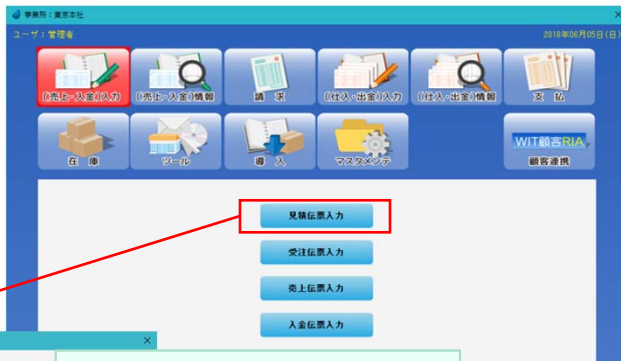 事業所：東京本社
ユーザ：管理者
2016年06月05日(日)
(売上・入金)入力
(売上・入金)情報
請 求
(仕入・出金)入力
(仕入・出金)情報
支 払
在 庫
ツール
導 入
マスタメンテ
WIT顧客RIA
顧客連携
見積伝票入力
受注伝票入力
売上伝票入力
入金伝票入力